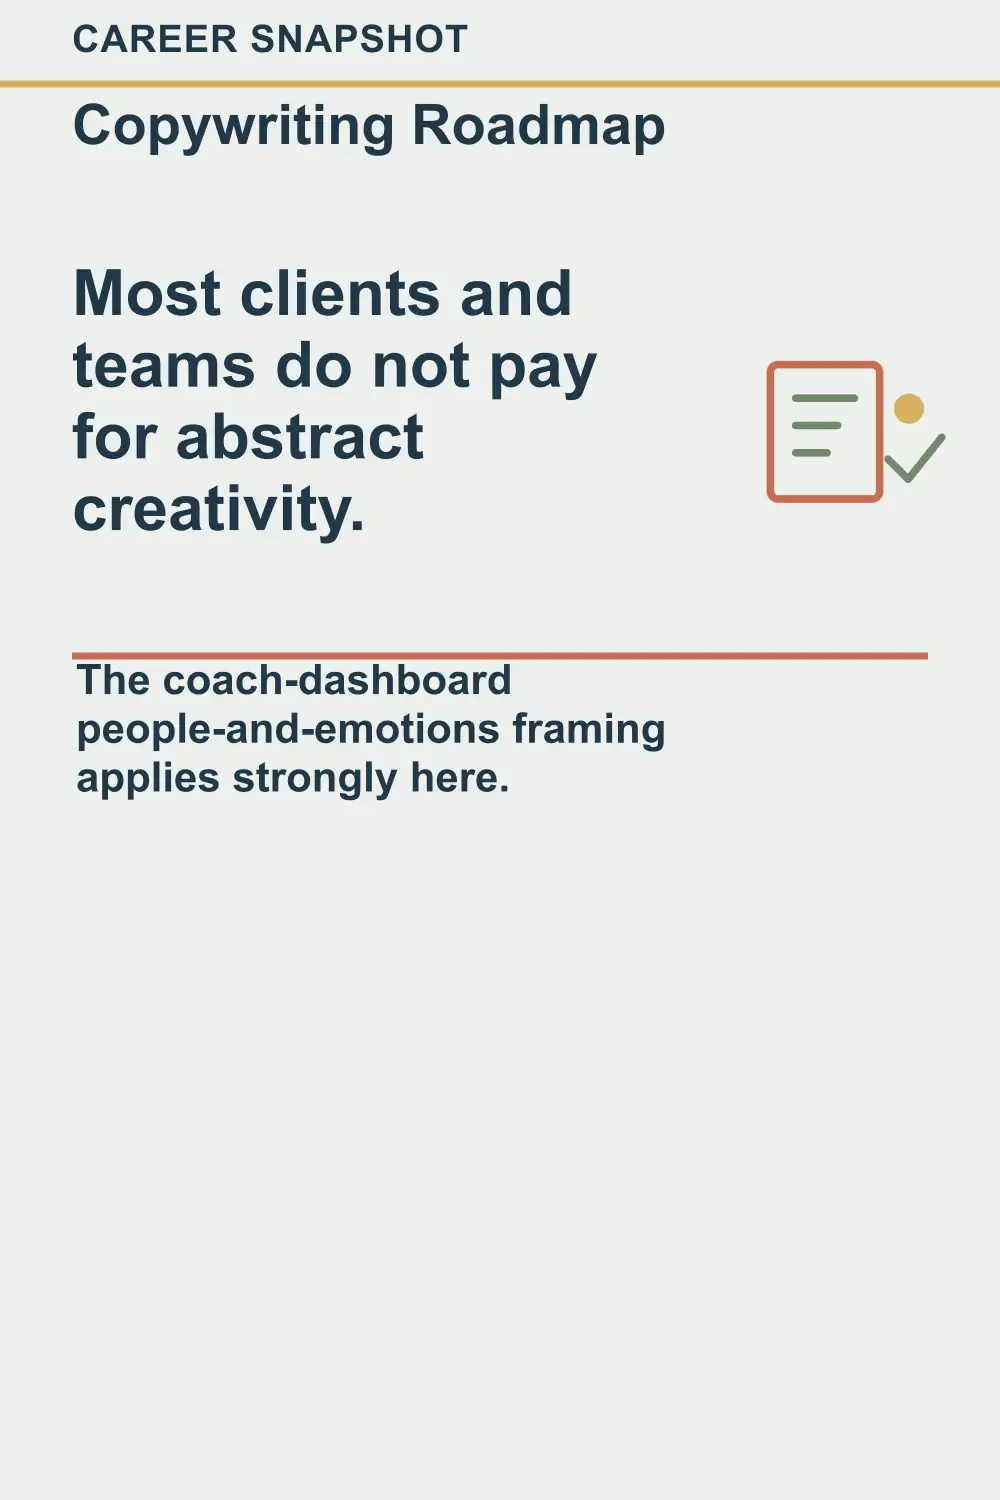 CAREER SNAPSHOT
Copywriting Roadmap
Most clients and
teams do not pay
for abstract
creativity.
The coach-dashboard
people-and-emotions framing
applies strongly here.